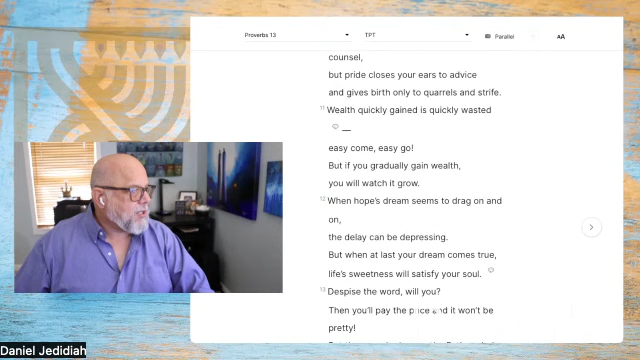 Proverbs 13
TPT
Parallel
AA
counsel,
but pride closes your ears to advice
and gives birth only to quarrels and strife.
11 Wealth quickly gained is quickly wasted
—
easy come, easy go!
But if you gradually gain wealth,
you will watch it grow.
12 When hope's dream seems to drag on and
on,
the delay can be depressing.
But when at last your dream comes true,
life's sweetness will satisfy your soul.
13 Despise the word, will you?
Then you'll pay the price and it won't be
pretty!
Daniel Jedidiah